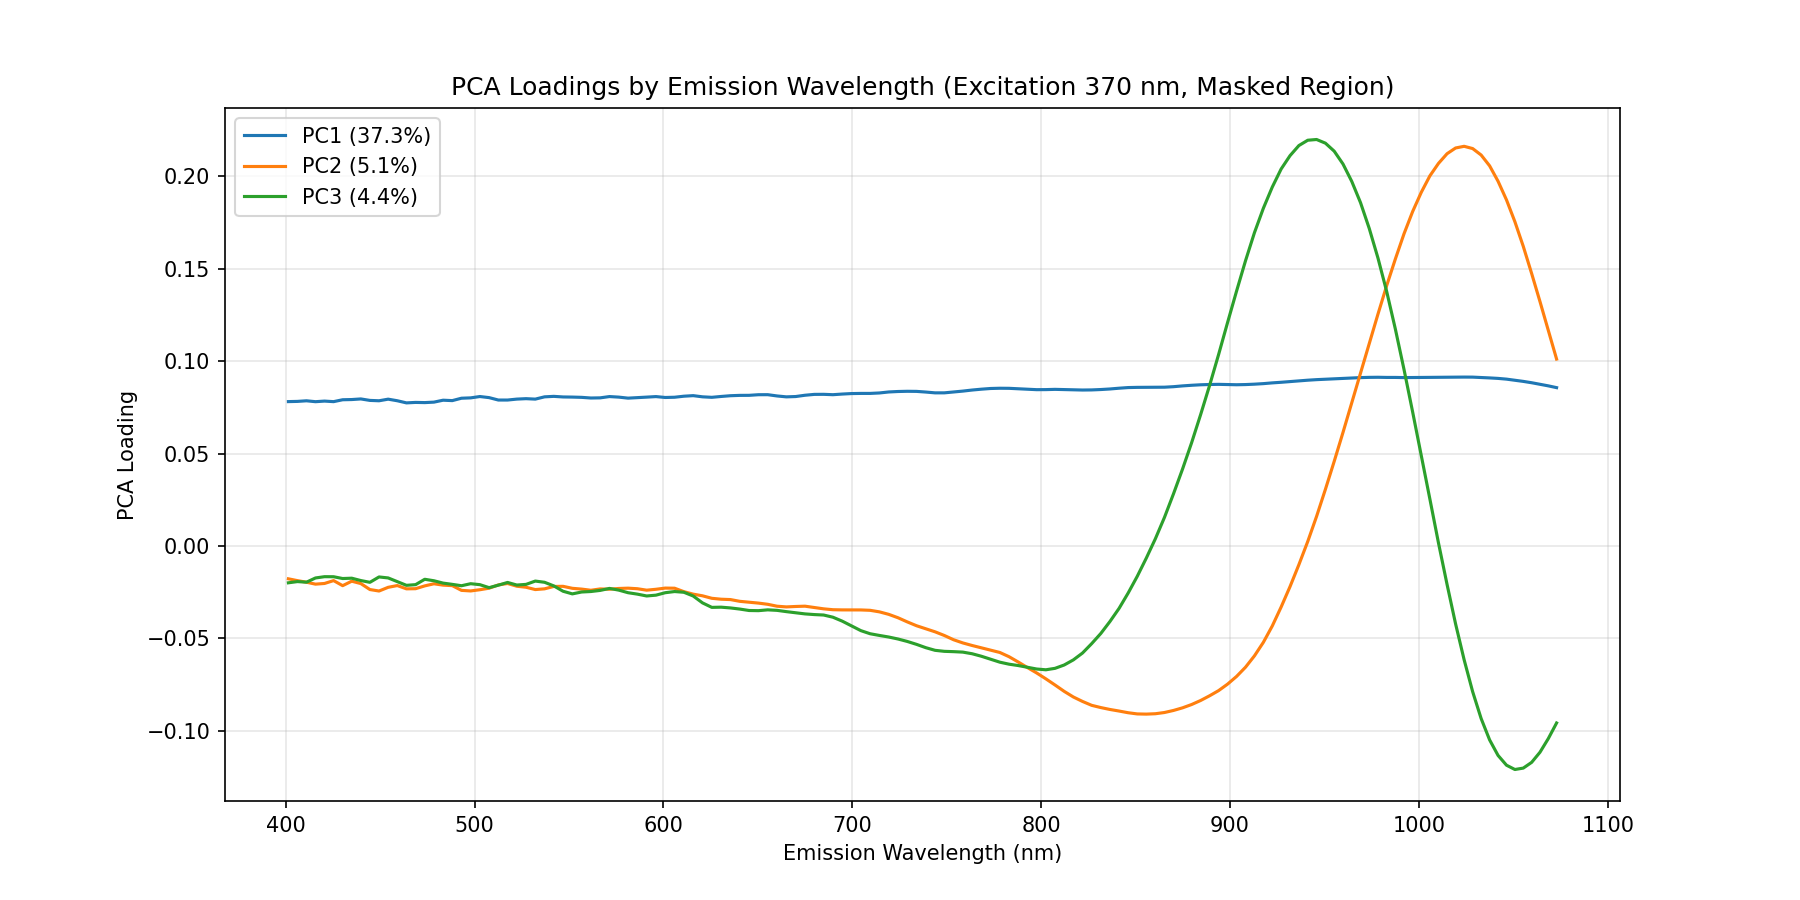 PCA Loadings by Emission Wavelength (Excitation 370 nm, Masked Region)
PC1 (37.3%)
PC2 (5.1%)
PC3 (4.4%)
PCA Loading
0.20
0.15
0.10
0.05
0.00
−0.05
−0.10
400 500 600 700 800 900 1000 1100
Emission Wavelength (nm)